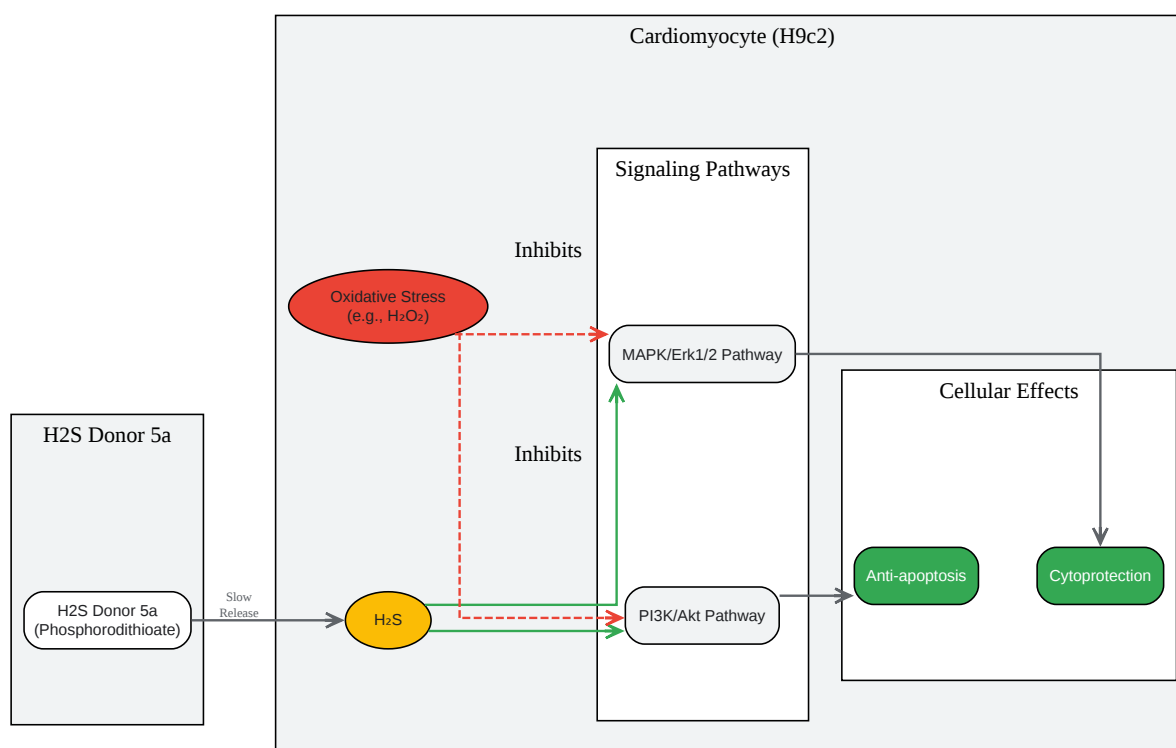 Cardiomyocyte (H9c2)
Signaling Pathways
Inhibits
Oxidative Stress
(e.g., H₂O₂)
MAPK/Erk1/2 Pathway
Cellular Effects
H2S Donor 5a
Inhibits
Anti-apoptosis
Cytoprotection
H2S Donor 5a
(Phosphorodithioate)
Slow
Release
H₂S
PI3K/Akt Pathway